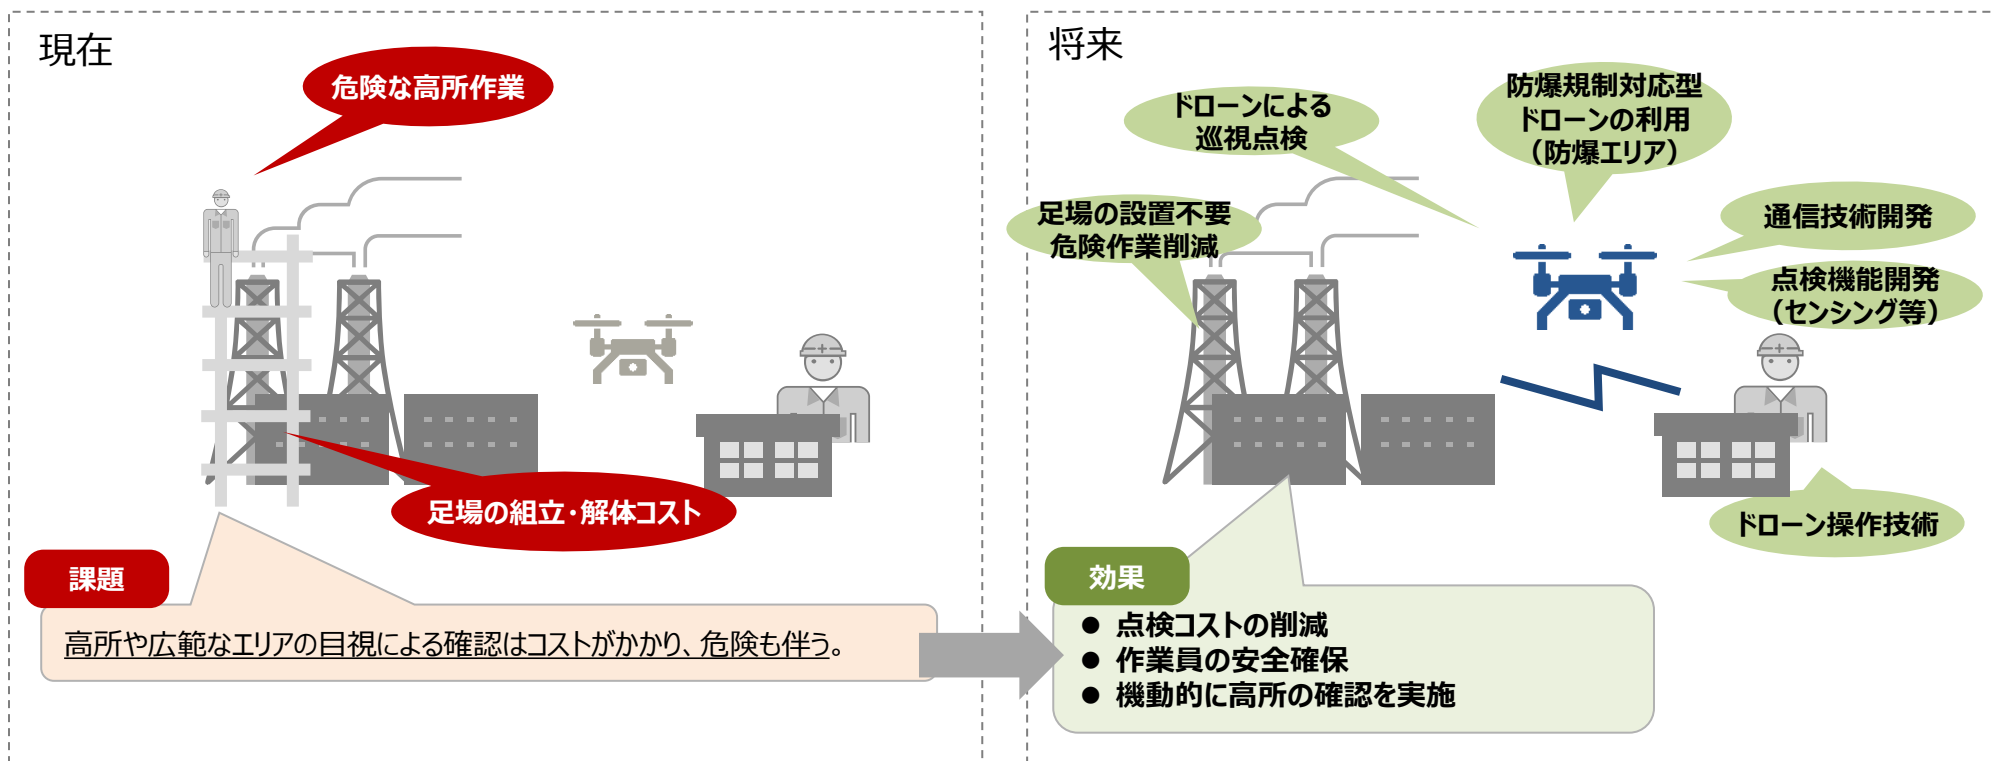 現在
危険な高所作業
足場の組立・解体コスト
課題
高所や広範なエリアの目視による確認はコストがかかり、危険も伴う。
将来
ドローンによる
巡視点検
防爆規制対応型
ドローンの利用
（防爆エリア）
足場の設置不要
危険作業削減
通信技術開発
点検機能開発
（センシング等）
ドローン操作技術
効果
● 点検コストの削減
● 作業員の安全確保
● 機動的に高所の確認を実施